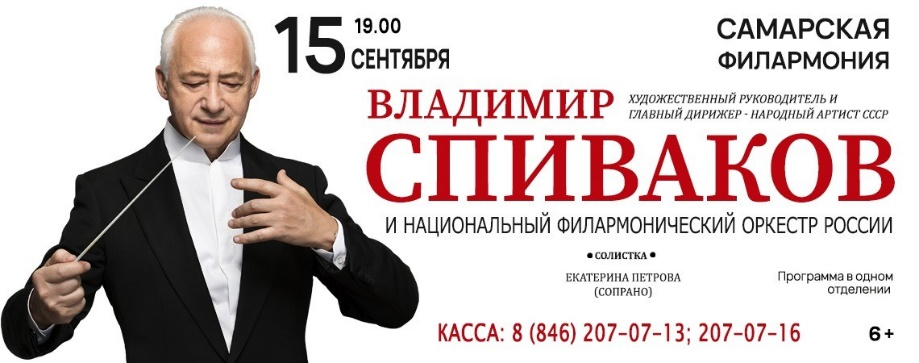 15
19.00
СЕНТЯБРЯ
САМАРСКАЯ
ФИЛАРМОНИЯ
ВЛАДИМИР
ХУДОЖЕСТВЕННЫЙ РУКОВОДИТЕЛЬ И
ГЛАВНЫЙ ДИРИЖЕР - НАРОДНЫЙ АРТИСТ СССР
СПИВАКОВ
И НАЦИОНАЛЬНЫЙ ФИЛАРМОНИЧЕСКИЙ ОРКЕСТР РОССИИ
• СОЛИСТКА •
ЕКАТЕРИНА ПЕТРОВА
(СОПРАНО)
Программа в одном
отделении
КАССА: 8 (846) 207-07-13; 207-07-16
6+